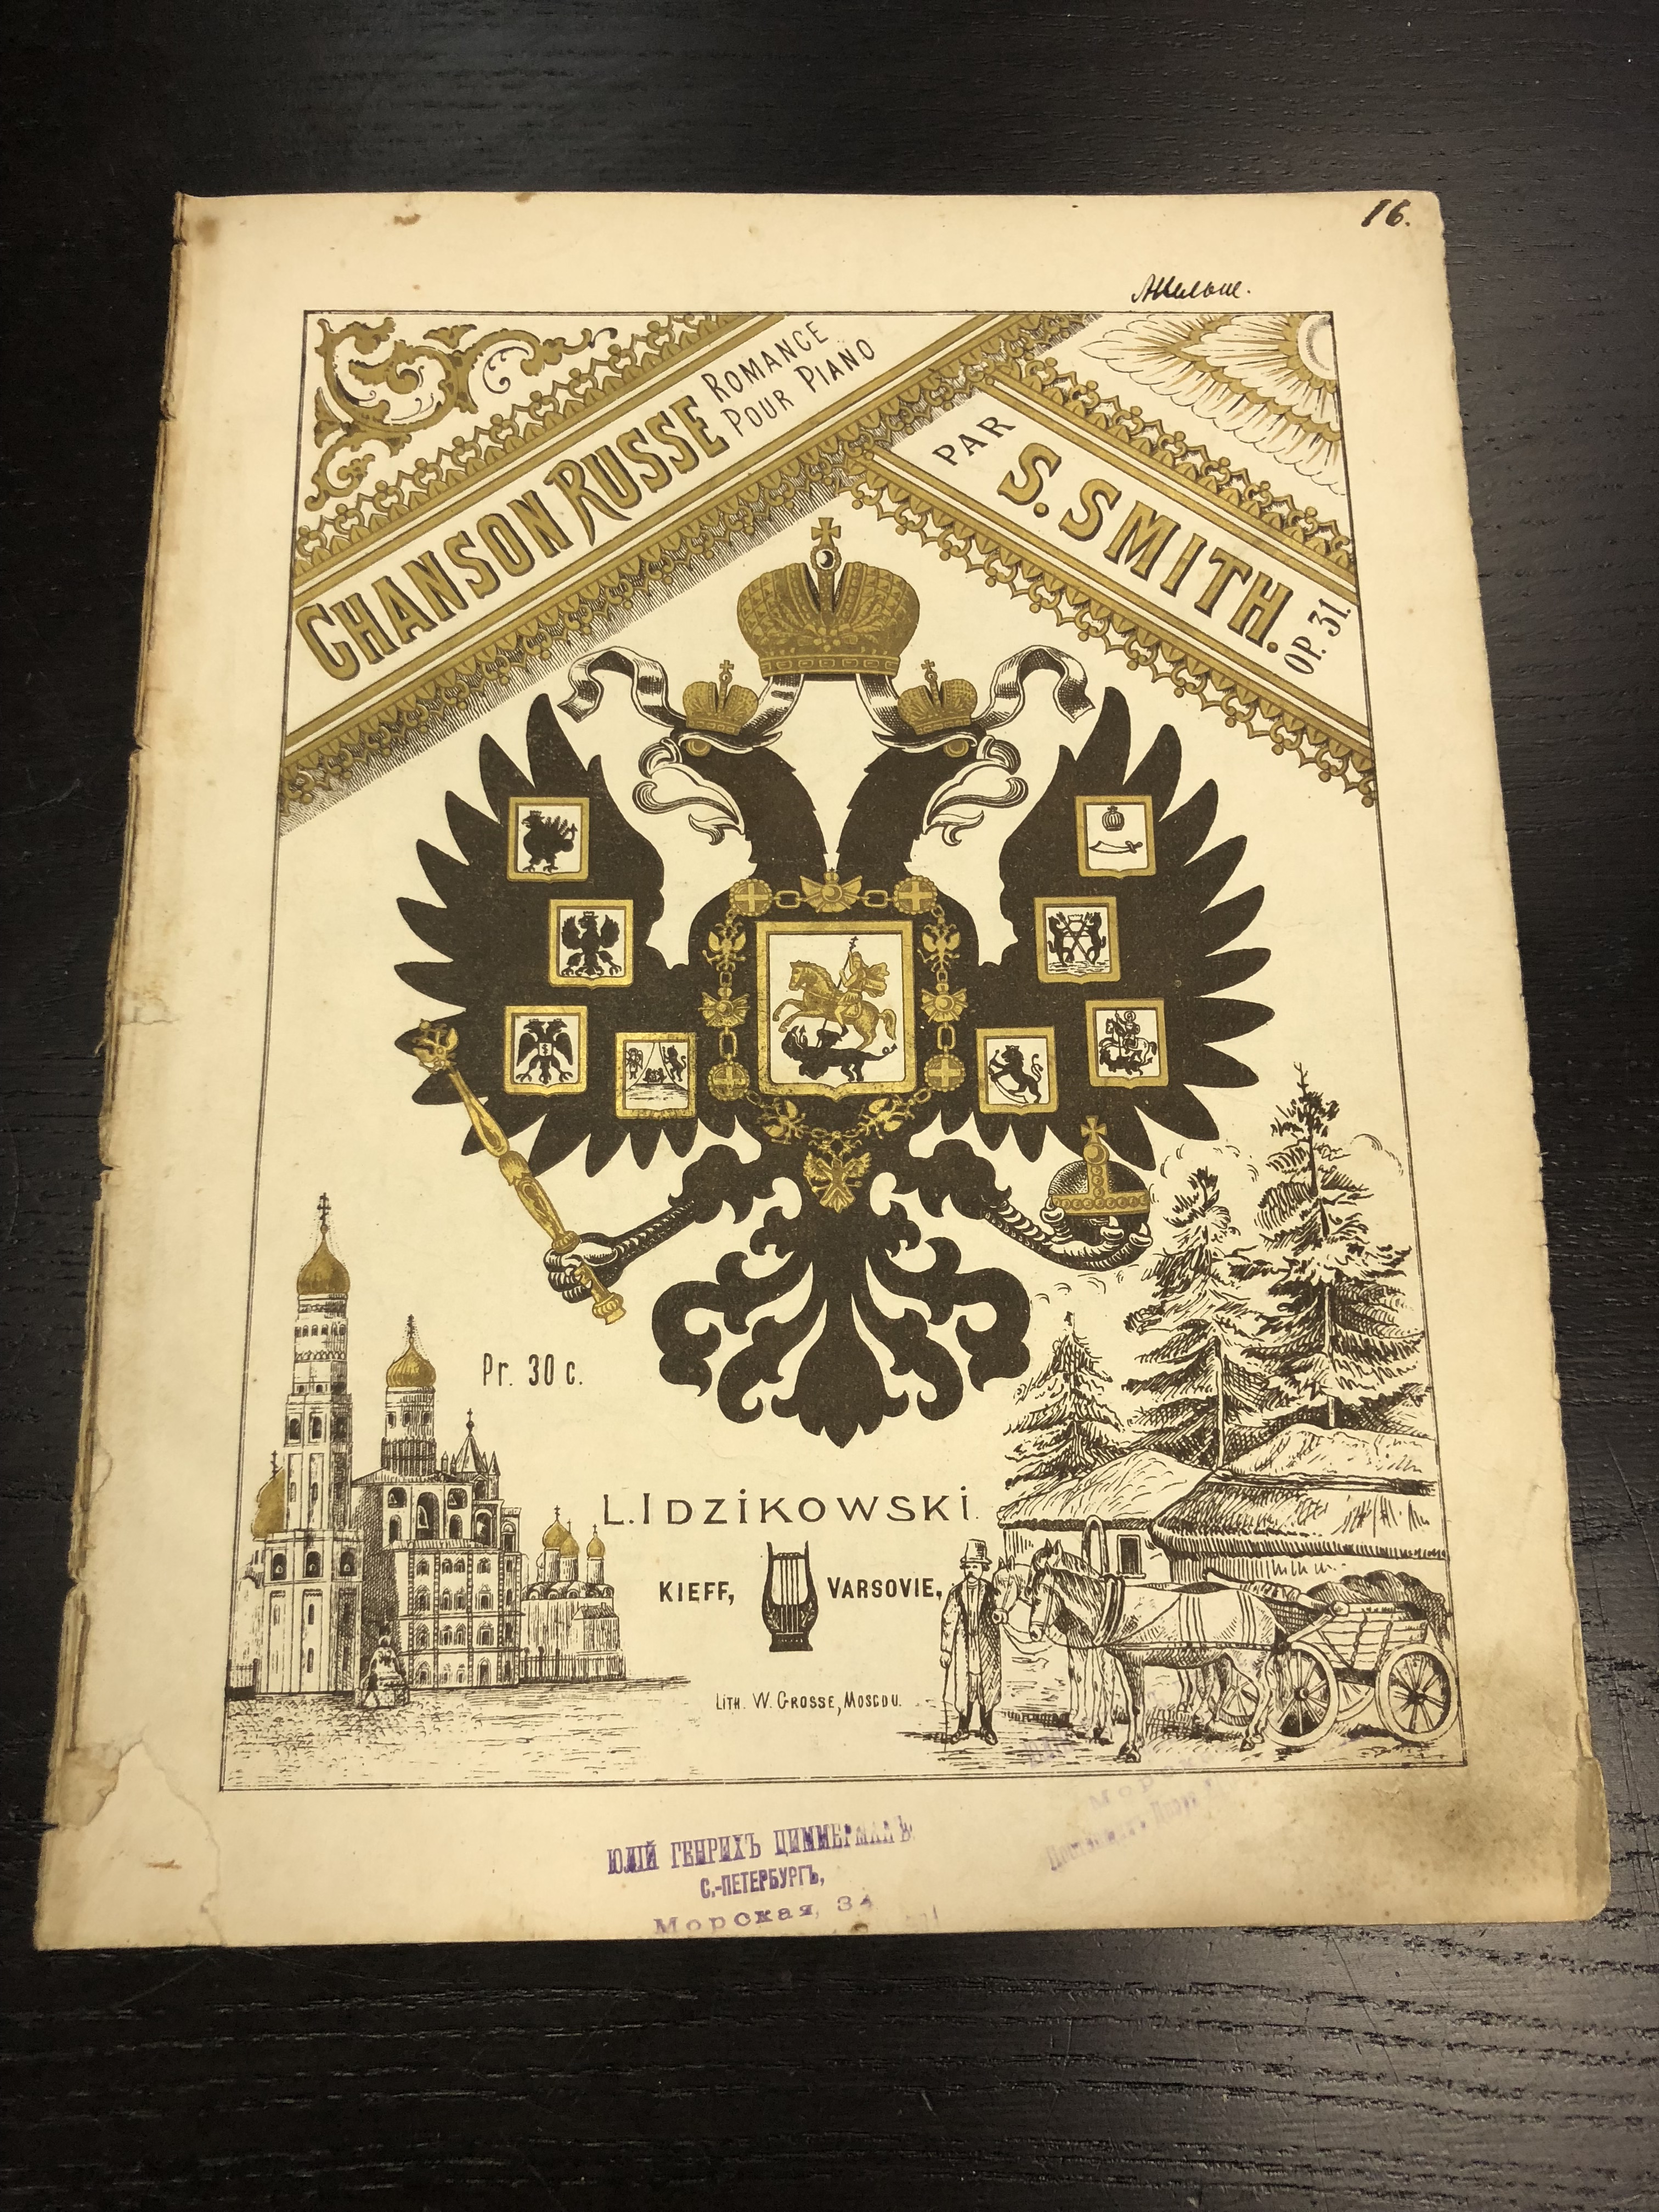 16.
CHANSON RUSSE
ROMANCE
POUR PIANO
PAR
S. SMITH.
OP. 31.
Pr. 30 c.
L. IDZIKOWSKI.
KIEFF, VARSOVIE,
LITH. W. GROSSE, MOSCOU.
ЮЛІЙ ГЕНРИХЪ ЦИММЕРМАНЪ
С.-ПЕТЕРБУРГЪ,
Морская, 34